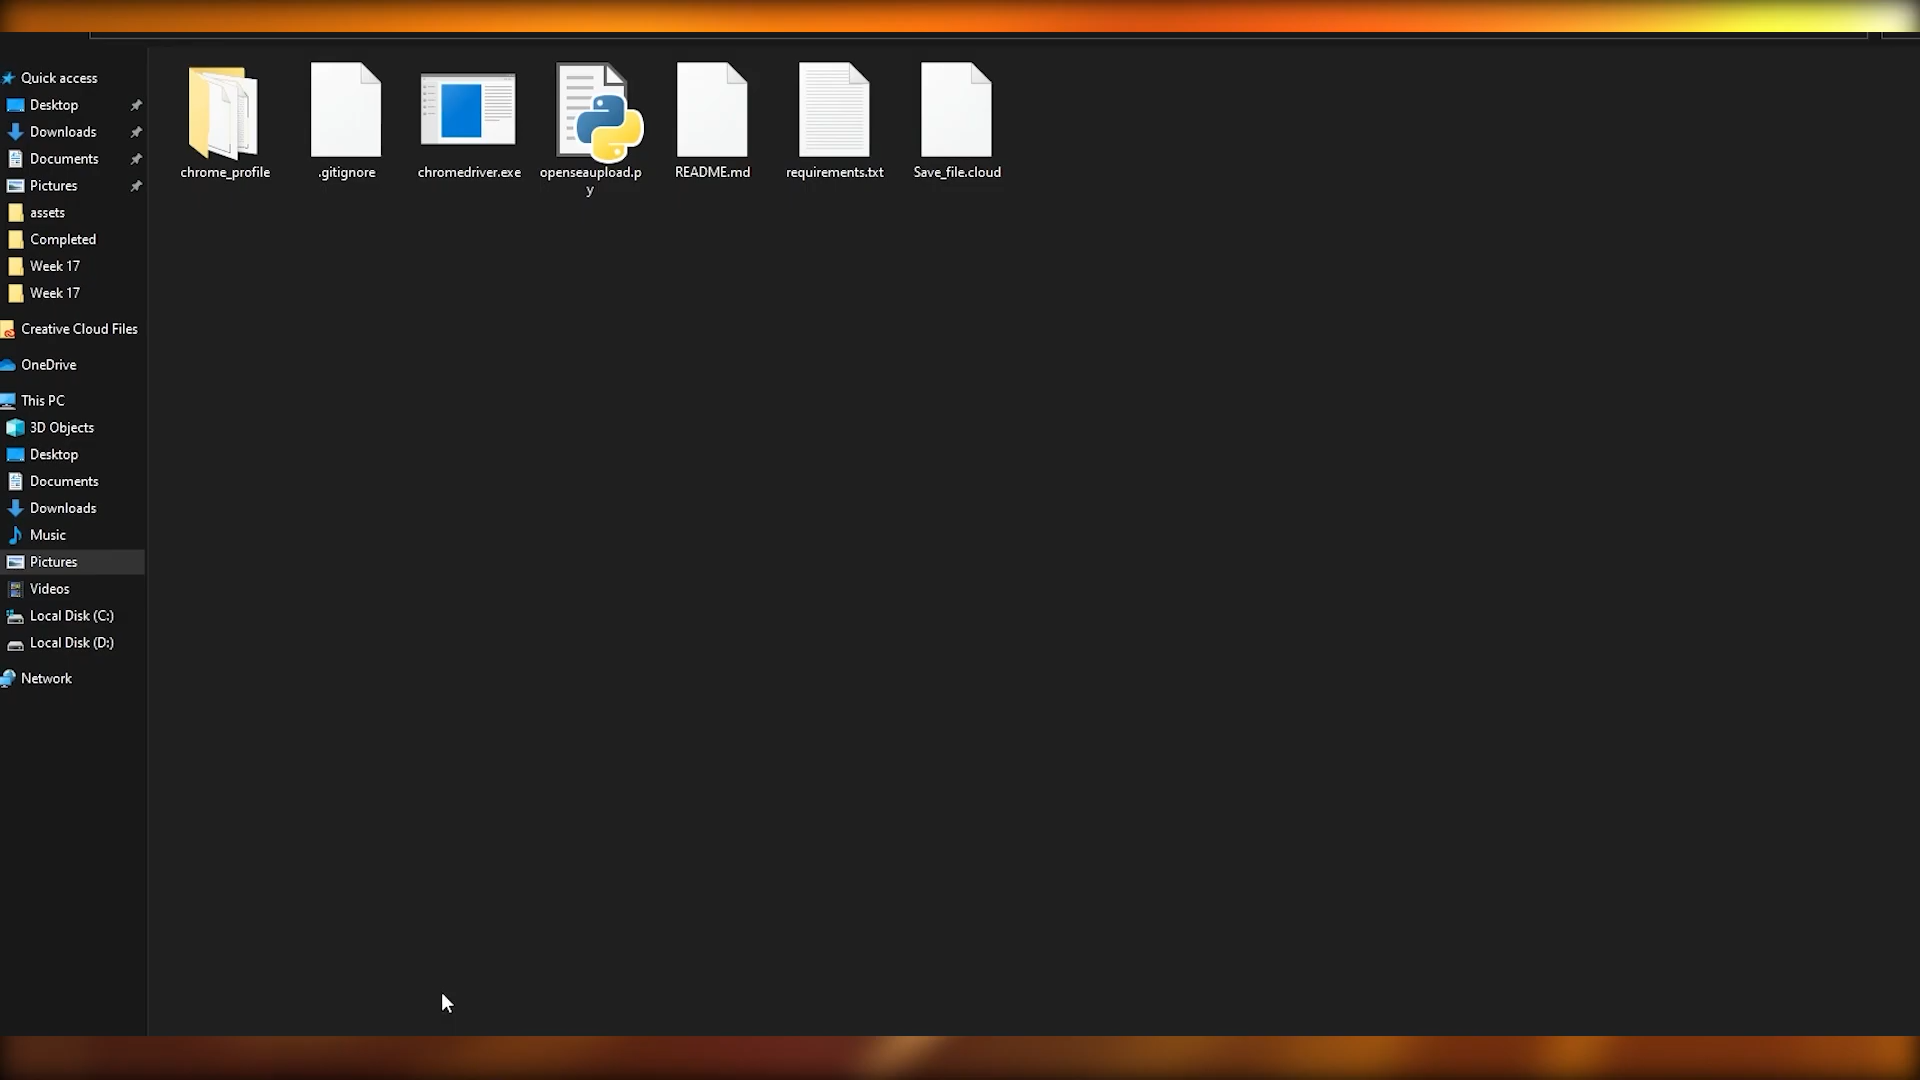 Quick access
Desktop
Downloads
Documents
Pictures
assets
Completed
Week 17
Week 17
Creative Cloud Files
OneDrive
This PC
3D Objects
Desktop
Documents
Downloads
Music
Pictures
Videos
Local Disk (C:)
Local Disk (D:)
Network
chrome_profile
.gitignore
chromedriver.exe
openseaupload.p
y
README.md
requirements.txt
Save_file.cloud